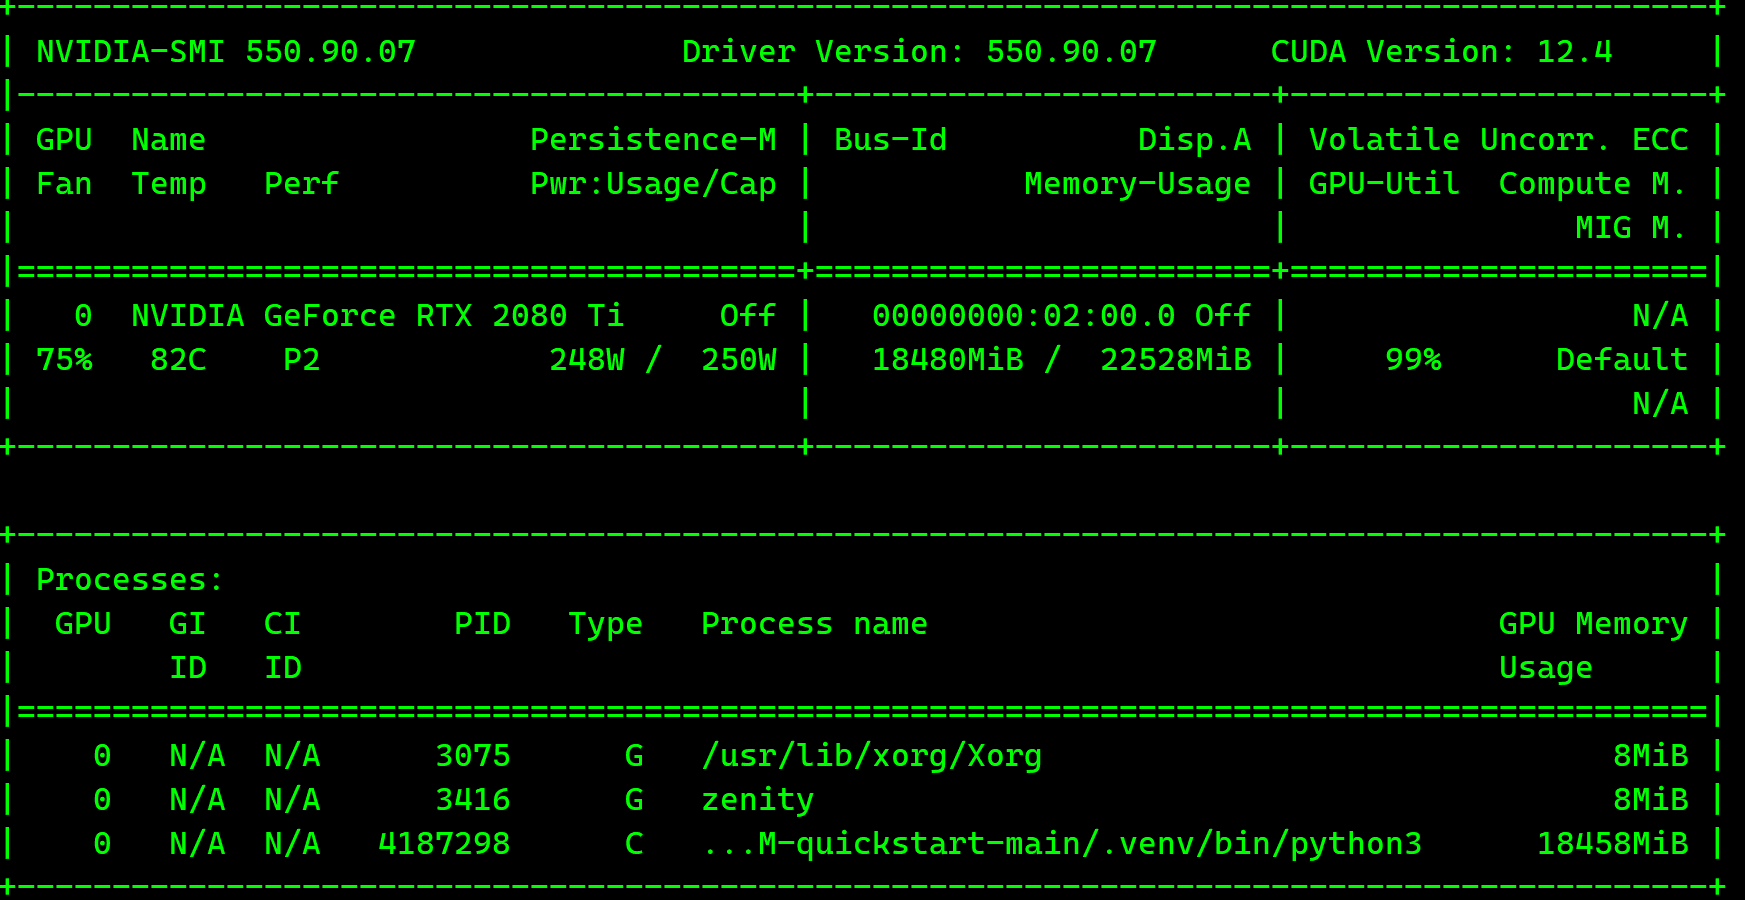 +-----------------------------------------------------------------------------------------+
| NVIDIA-SMI 550.90.07              Driver Version: 550.90.07      CUDA Version: 12.4     |
|-----------------------------------------+------------------------+----------------------+
| GPU  Name                       Persistence-M | Bus-Id          Disp.A | Volatile Uncorr. ECC |
| Fan  Temp   Perf          Pwr:Usage/Cap |           Memory-Usage | GPU-Util  Compute M. |
|                                         |                        |               MIG M. |
|=========================================+========================+======================|
|   0  NVIDIA GeForce RTX 2080 Ti     Off |   00000000:02:00.0 Off |                  N/A |
| 75%   82C    P2            248W /  250W |   18480MiB /  22528MiB |     99%      Default |
|                                         |                        |                  N/A |
+-----------------------------------------+------------------------+----------------------+
+-----------------------------------------------------------------------------------------+
| Processes:                                                                              |
|  GPU   GI   CI        PID   Type   Process name                              GPU Memory |
|        ID   ID                                                               Usage      |
|=========================================================================================|
|    0   N/A  N/A      3075      G   /usr/lib/xorg/Xorg                              8MiB |
|    0   N/A  N/A      3416      G   zenity                                          8MiB |
|    0   N/A  N/A   4187298      C   ...M-quickstart-main/.venv/bin/python3      18458MiB |
+-----------------------------------------------------------------------------------------+